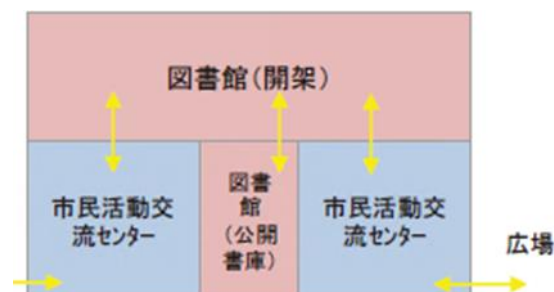 図書館(開架)
市民活動交
流センター
図書
館
(公開
書庫)
市民活動交
流センター
広場